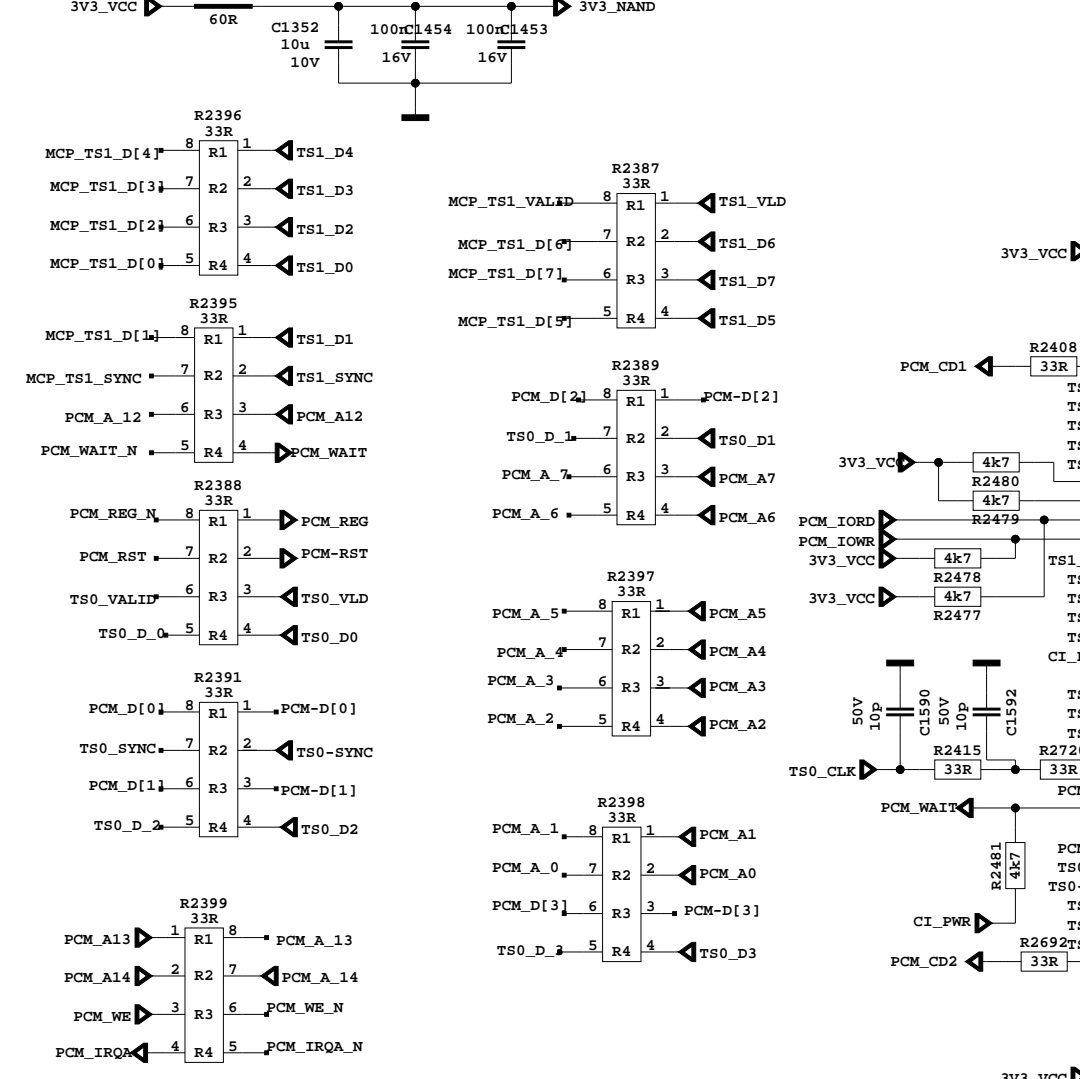 3V3_VCC
60R
3V3_NAND
C1352
10u
10V
100n
C1454
16V
100n
C1453
16V
R2396
33R
MCP_TS1_D[4] 8 R1 1 TS1_D4
MCP_TS1_D[3] 7 R2 2 TS1_D3
MCP_TS1_D[2] 6 R3 3 TS1_D2
MCP_TS1_D[0] 5 R4 4 TS1_D0
R2395
33R
MCP_TS1_D[1] 8 R1 1 TS1_D1
MCP_TS1_SYNC 7 R2 2 TS1_SYNC
PCM_A_12 6 R3 3 PCM_A12
PCM_WAIT_N 5 R4 4 PCM_WAIT
R2388
33R
PCM_REG_N 8 R1 1 PCM_REG
PCM_RST 7 R2 2 PCM-RST
TS0_VALID 6 R3 3 TS0_VLD
TS0_D_0 5 R4 4 TS0_D0
R2391
33R
PCM_D[0] 8 R1 1 PCM-D[0]
TS0_SYNC 7 R2 2 TS0-SYNC
PCM_D[1] 6 R3 3 PCM-D[1]
TS0_D_2 5 R4 4 TS0_D2
R2399
33R
PCM_A13 1 R1 8 PCM_A_13
PCM_A14 2 R2 7 PCM_A_14
PCM_WE 3 R3 6 PCM_WE_N
PCM_IRQA 4 R4 5 PCM_IRQA_N
R2387
33R
MCP_TS1_VALID 8 R1 1 TS1_VLD
MCP_TS1_D[6] 7 R2 2 TS1_D6
MCP_TS1_D[7] 6 R3 3 TS1_D7
MCP_TS1_D[5] 5 R4 4 TS1_D5
R2389
33R
PCM_D[2] 8 R1 1 PCM-D[2]
TS0_D_1 7 R2 2 TS0_D1
PCM_A_7 6 R3 3 PCM_A7
PCM_A_6 5 R4 4 PCM_A6
R2397
33R
PCM_A_5 8 R1 1 PCM_A5
PCM_A_4 7 R2 2 PCM_A4
PCM_A_3 6 R3 3 PCM_A3
PCM_A_2 5 R4 4 PCM_A2
R2398
33R
PCM_A_1 8 R1 1 PCM_A1
PCM_A_0 7 R2 2 PCM_A0
PCM_D[3] 6 R3 3 PCM-D[3]
TS0_D_3 5 R4 4 TS0_D3
3V3_VCC
R2408
PCM_CD1 33R
3V3_VCC 4k7
R2480
4k7
R2479
PCM_IORD
PCM_IOWR
3V3_VCC 4k7
R2478
3V3_VCC 4k7
R2477
50V
10p
C1590
50V
10p
C1592
R2415
TS0_CLK 33R
33R
PCM_WAIT
R2481
4k7
CI_PWR
R2692
PCM_CD2 33R
3V3_VCC